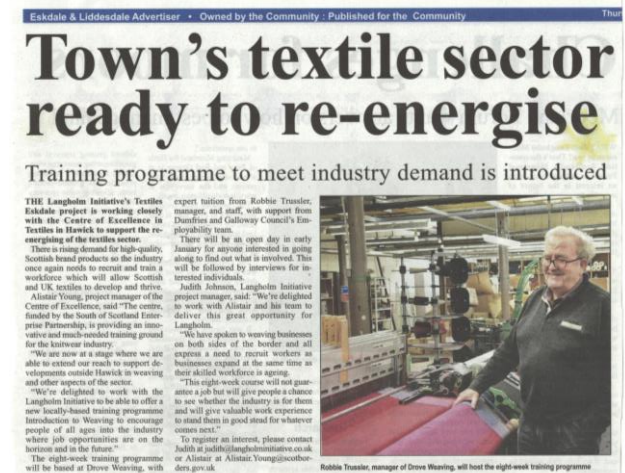 Eskdale & Liddesdale Advertiser • Owned by the Community : Published for the Community
Thur
Town's textile sector
ready to re-energise
Training programme to meet industry demand is introduced
THE Langholm Initiative's Textiles
Eskdale project is working closely
with the Centre of Excellence in
Textiles in Hawick to support the re-
energising of the textiles sector.
There is rising demand for high-quality,
Scottish brand products so the industry
once again needs to recruit and train a
workforce which will allow Scottish
and UK textiles to develop and thrive.
Alistair Young, project manager of the
Centre of Excellence, said "The centre,
funded by the South of Scotland Enter-
prise Partnership, is providing an inno-
vative and much-needed training ground
for the knitwear industry.
"We are now at a stage where we are
able to extend our reach to support de-
velopments outside Hawick in weaving
and other aspects of the sector.
"We're delighted to work with the
Langholm Initiative to be able to offer a
new locally-based training programme
Introduction to Weaving to encourage
people of all ages into the industry
where job opportunities are on the
horizon and in the future."
The eight-week training programme
will be based at Drove Weaving, with
expert tuition from Robbie Trussler,
manager, and staff, with support from
Dumfries and Galloway Council's Em-
ployability team.
There will be an open day in early
January for anyone interested in going
along to find out what is involved. This
will be followed by interviews for in-
terested individuals.
Judith Johnson, Langholm Initiative
project manager, said: "We're delighted
to work with Alistair and his team to
deliver this great opportunity for
Langholm.
"We have spoken to weaving businesses
on both sides of the border and all
express a need to recruit workers as
businesses expand at the same time as
their skilled workforce is ageing.
"This eight-week course will not guar-
antee a job but will give people a chance
to see whether the industry is for them
and will give valuable work experience
to stand them in good stead for whatever
comes next."
To register an interest, please contact
Judith at judith@langholminitiative.co.uk
or Alistair at Alistair.Young@scotbor-
ders.gov.uk
Robbie Trussler, manager of Drove Weaving, will host the eight-week training programme